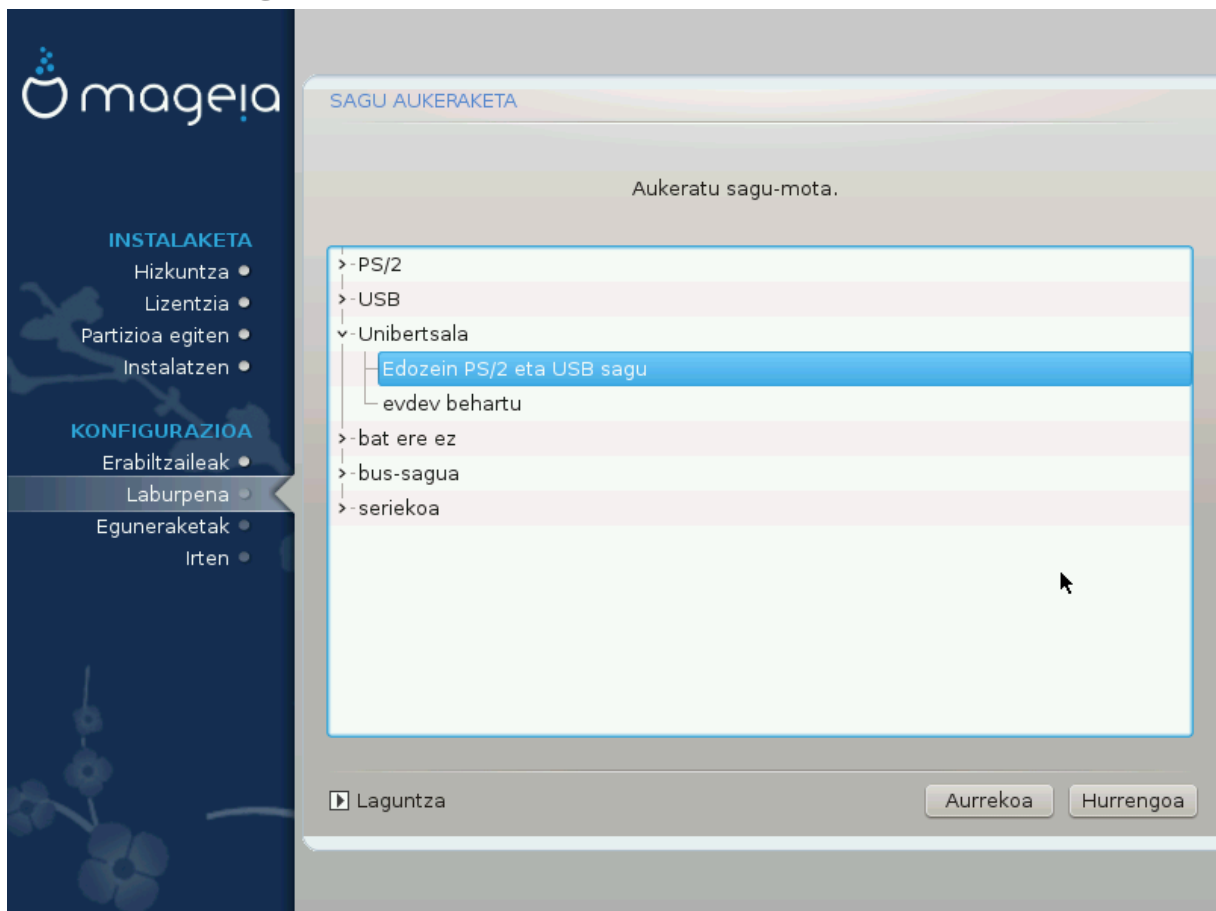 mageia
INSTALAKETA
Hizkuntza
Lizentzia
Partizioa egiten
Instalatzen
KONFIGURAZIOA
Erabiltzaileak
Laburpena
Eguneraketak
Irten
SAGU AUKERAKETA
Aukeratu sagu-mota.
PS/2
USB
Unibertsala
Edozein PS/2 eta USB sagu
evdev behartu
bat ere ez
bus-sagua
seriekoa
Laguntza
Aurrekoa
Hurrengoa